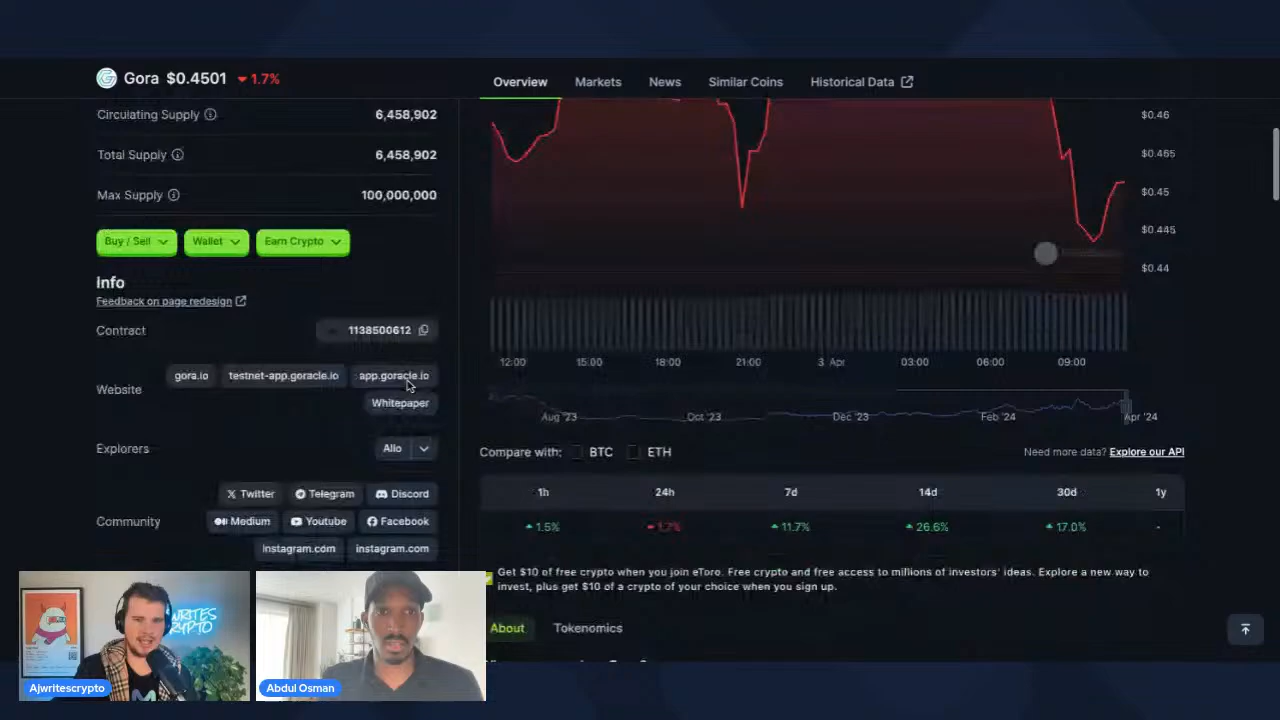 Gora $0.4501 1.7%
Overview Markets News Similar Coins Historical Data
Circulating Supply 6,458,902
Total Supply 6,458,902
Max Supply 100,000,000
Buy / Sell Wallet Earn Crypto
Info
Feedback on page redesign
Contract 1138500612
Website gora.io testnet-app.goracle.io app.goracle.io
Whitepaper
Explorers Allo
Community Twitter Telegram Discord
Medium Youtube Facebook
Instagram.com instagram.com
$0.46
$0.465
$0.45
$0.445
$0.44
12:00 15:00 18:00 21:00 3. Apr 03:00 06:00 09:00
Aug '23 Oct '23 Dec '23 Feb '24 Apr '24
Compare with: BTC ETH Need more data? Explore our API
1h 24h 7d 14d 30d 1y
1.5% 1.7% 11.7% 26.6% 17.0% -
Get $10 of free crypto when you join eToro. Free crypto and free access to millions of investors' ideas. Explore a new way to
invest, plus get $10 of a crypto of your choice when you sign up.
About Tokenomics
WRITES
CRYPTO
Ajwritescrypto
Abdul Osman